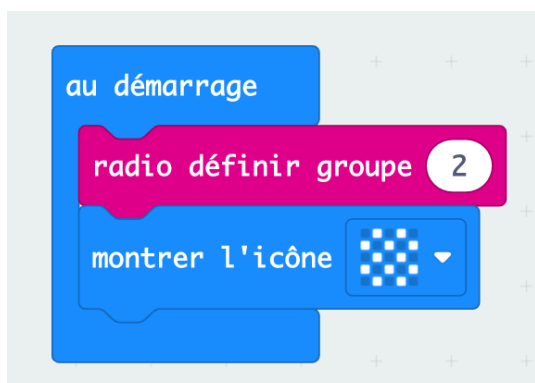 au démarrage
radio définir groupe 2
montrer l'icône